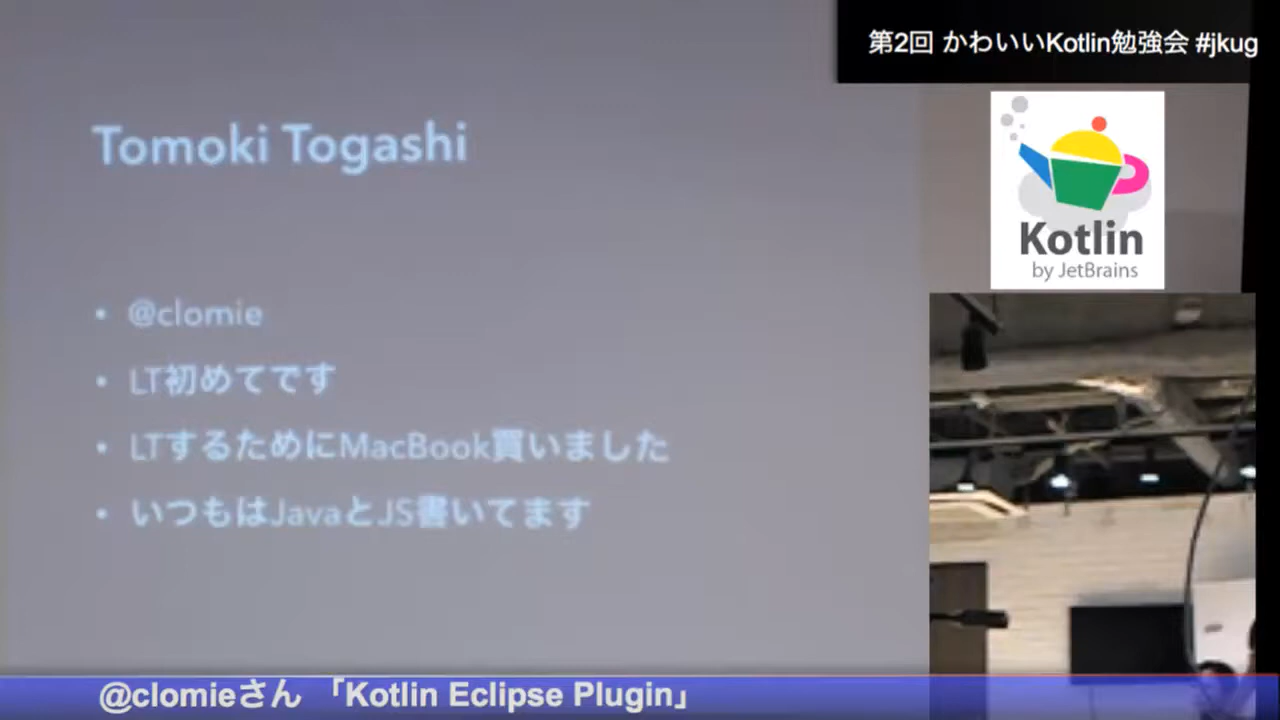 第2回 かわいいKotlin勉強会 #jkug
Tomoki Togashi
• @clomie
• LT初めてです
• LTするためにMacBook買いました
• いつもはJavaとJS書いてます
Kotlin
by JetBrains
@clomieさん 「Kotlin Eclipse Plugin」